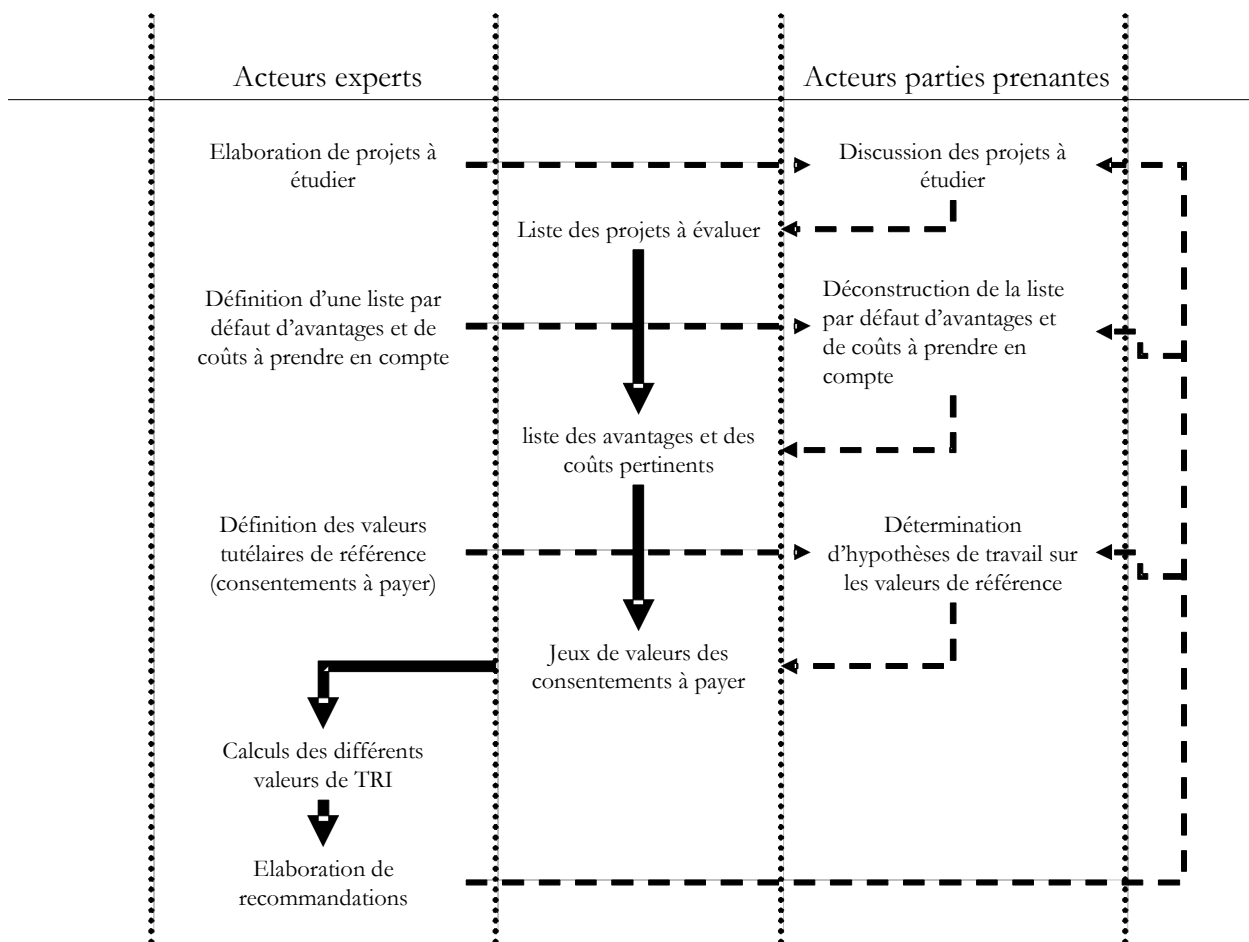 Acteurs experts
Acteurs parties prenantes
Elaboration de projets à
étudier
Discussion des projets à
étudier
Liste des projets à évaluer
Définition d'une liste par
défaut d'avantages et de
coûts à prendre en compte
Déconstruction de la liste
par défaut d'avantages et
de coûts à prendre en
compte
liste des avantages et des
coûts pertinents
Définition des valeurs
tutélaires de référence
(consentements à payer)
Détermination
d'hypothèses de travail sur
les valeurs de référence
Jeux de valeurs des
consentements à payer
Calculs des différents
valeurs de TRI
Elaboration de
recommandations